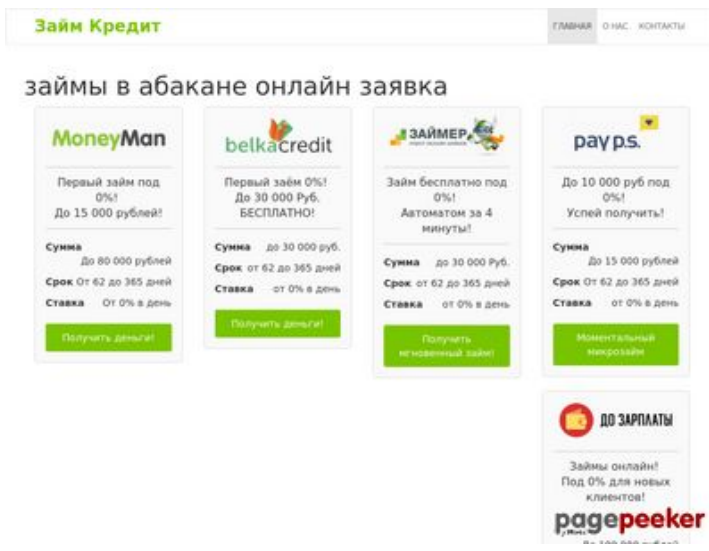 Займ Кредит
ГЛАВНАЯ О НАС КОНТАКТЫ
займы в абакане онлайн заявка
MoneyMan
Первый займ под
0%!
До 15 000 рублей!
Сумма
До 80 000 рублей
Срок От 62 до 365 дней
Ставка От 0% в день
Получить деньги!
belkacredit
Первый заём 0%!
До 30 000 Руб.
БЕСПЛАТНО!
Сумма до 30 000 руб.
Срок от 62 до 365 дней
Ставка от 0% в день
Получить деньги!
ЗАЙМЕР
Займ бесплатно под
0%!
Автоматом за 4
минуты!
Сумма до 30 000 Руб.
Срок от 62 до 365 дней
Ставка от 0% в день
Получить
мгновенный займ!
pay p.s.
До 10 000 руб под
0%!
Успей получить!
Сумма
До 15 000 рублей
Срок От 62 до 365 дней
Ставка от 0% в день
Моментальный
микрозайм
ДО ЗАРПЛАТЫ
Займы онлайн!
Под 0% для новых
клиентов!
pagepeeker
До 100 000 рублей